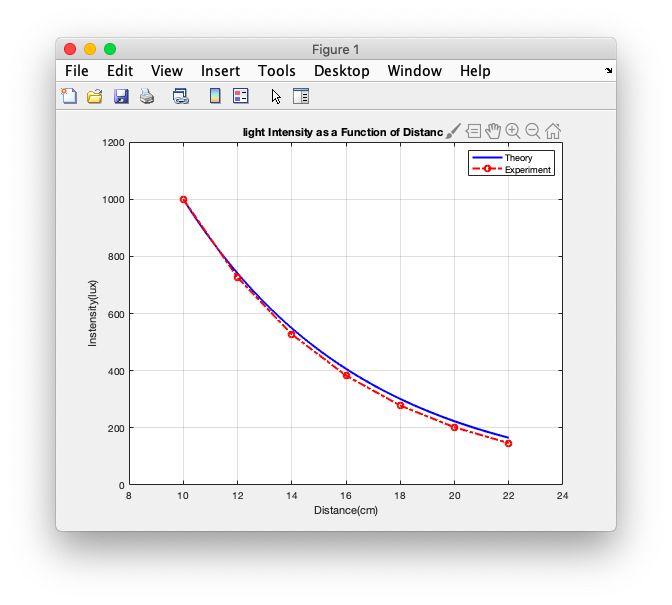 Figure 1
File Edit View Insert Tools Desktop Window Help
light Intensity as a Function of Distanc
1200
1000
800
600
400
200
0
Instensity(lux)
Theory
Experiment
8 10 12 14 16 18 20 22 24
Distance(cm)